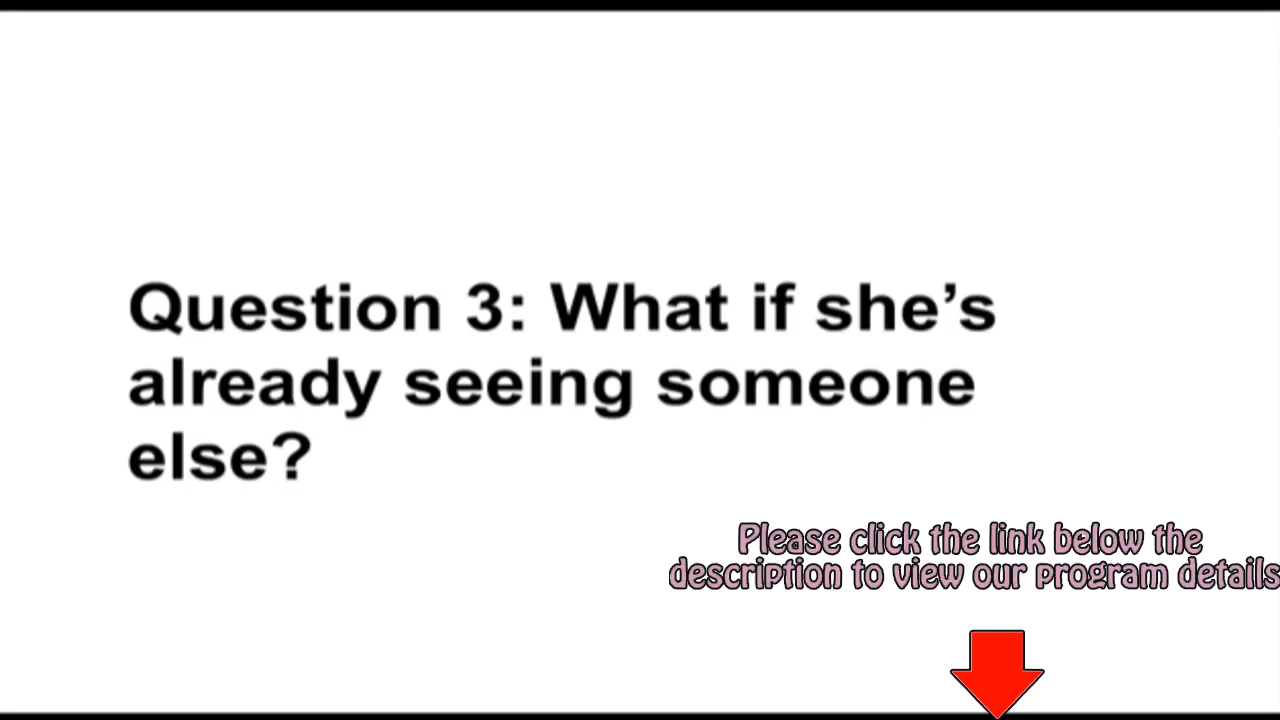 Question 3: What if she’s
already seeing someone
else?
Please click the link below the
description to view our program details